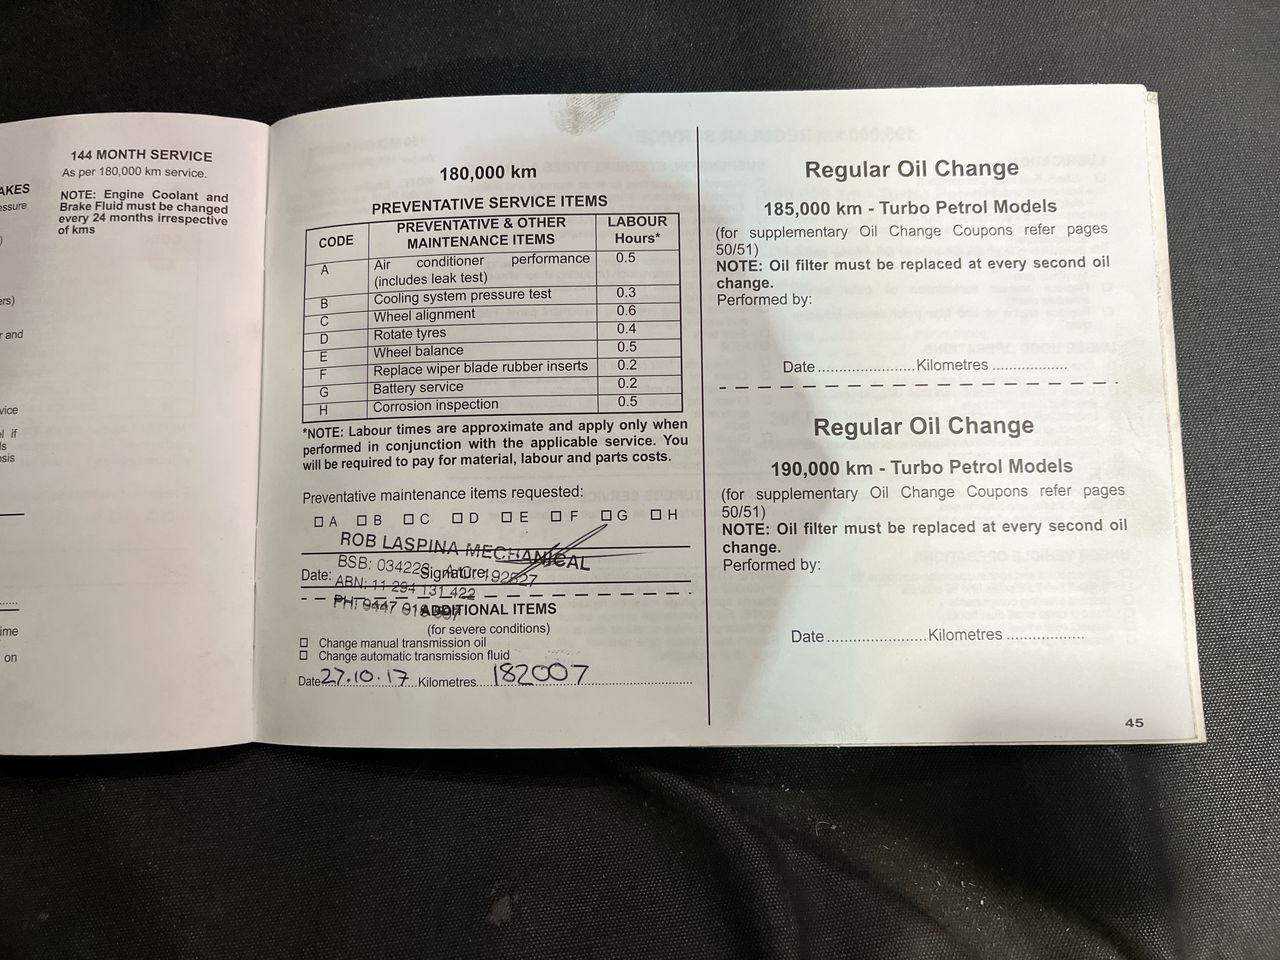 144 MONTH SERVICE
As per 180,000 km service.
NOTE: Engine Coolant and
Brake Fluid must be changed
every 24 months irrespective
of kms
180,000 km
PREVENTATIVE SERVICE ITEMS
CODE PREVENTATIVE & OTHER MAINTENANCE ITEMS LABOUR Hours*
A Air conditioner performance 0.5
(includes leak test)
B Cooling system pressure test 0.3
C Wheel alignment 0.6
D Rotate tyres 0.4
E Wheel balance 0.5
F Replace wiper blade rubber inserts 0.2
G Battery service 0.2
H Corrosion inspection 0.5
*NOTE: Labour times are approximate and apply only when
performed in conjunction with the applicable service. You
will be required to pay for material, labour and parts costs.
Preventative maintenance items requested:
☐ A ☐ B ☐ C ☐ D ☐ E ☐ F ☐ G ☐ H
ROB LASPINA MECHANICAL
BSB: 034226
Date: Signature:
ABN: 11 294 131 422
PH: 9447
ADDITIONAL ITEMS
(for severe conditions)
☐ Change manual transmission oil
☐ Change automatic transmission fluid
Date 27.10.17 Kilometres 182007
Regular Oil Change
185,000 km - Turbo Petrol Models
(for supplementary Oil Change Coupons refer pages
50/51)
NOTE: Oil filter must be replaced at every second oil
change.
Performed by:
Date ........................ Kilometres ...................
Regular Oil Change
190,000 km - Turbo Petrol Models
(for supplementary Oil Change Coupons refer pages
50/51)
NOTE: Oil filter must be replaced at every second oil
change.
Performed by:
Date ........................ Kilometres ...................
45